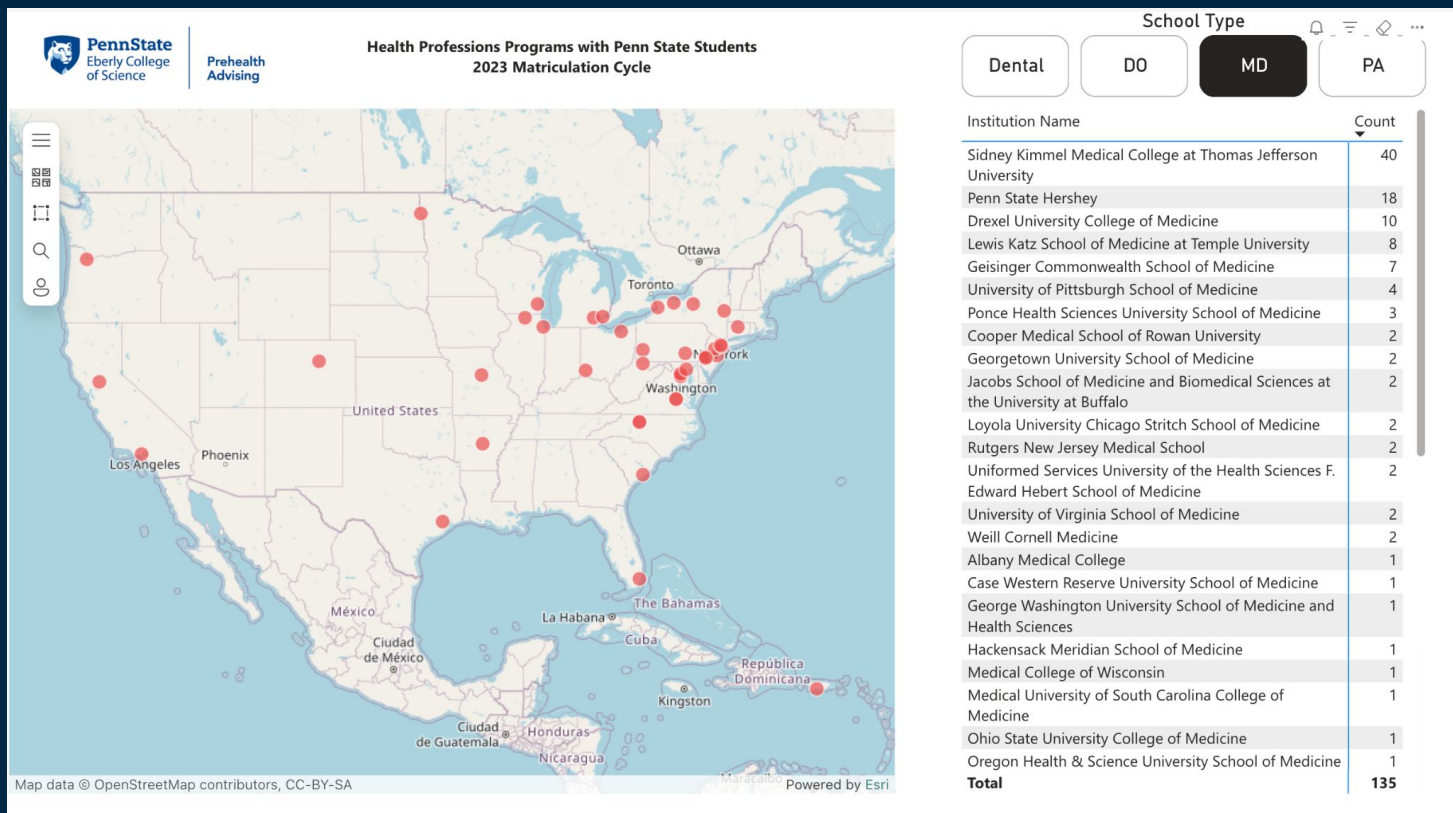 PennState
Eberly College
of Science
Prehealth
Advising
Health Professions Programs with Penn State Students
2023 Matriculation Cycle
School Type
Dental
DO
MD
PA
Ottawa
Toronto
Washington
United States
Los Angeles
Phoenix
México
Ciudad
de México
La Habana
The Bahamas
Cuba
República
Dominicana
Kingston
Ciudad
de Guatemala
Honduras
Nicaragua
Maracaibo
Map data © OpenStreetMap contributors, CC-BY-SA
Powered by Esri
Institution Name Count
Sidney Kimmel Medical College at Thomas Jefferson 40
University
Penn State Hershey 18
Drexel University College of Medicine 10
Lewis Katz School of Medicine at Temple University 8
Geisinger Commonwealth School of Medicine 7
University of Pittsburgh School of Medicine 4
Ponce Health Sciences University School of Medicine 3
Cooper Medical School of Rowan University 2
Georgetown University School of Medicine 2
Jacobs School of Medicine and Biomedical Sciences at 2
the University at Buffalo
Loyola University Chicago Stritch School of Medicine 2
Rutgers New Jersey Medical School 2
Uniformed Services University of the Health Sciences F. 2
Edward Hebert School of Medicine
University of Virginia School of Medicine 2
Weill Cornell Medicine 2
Albany Medical College 1
Case Western Reserve University School of Medicine 1
George Washington University School of Medicine and 1
Health Sciences
Hackensack Meridian School of Medicine 1
Medical College of Wisconsin 1
Medical University of South Carolina College of 1
Medicine
Ohio State University College of Medicine 1
Oregon Health & Science University School of Medicine 1
Total 135